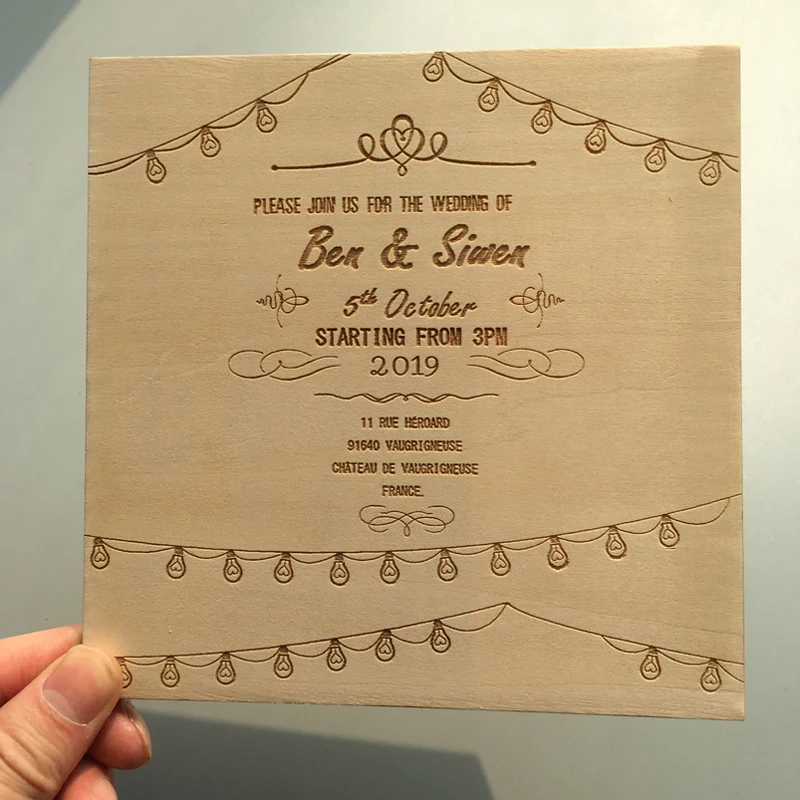 PLEASE JOIN US FOR THE WEDDING OF
Ben & Siwen
5th October
STARTING FROM 3PM
2019
11 RUE HÉROARD
91640 VAUGRIGNEUSE
CHÂTEAU DE VAUGRIGNEUSE
FRANCE.